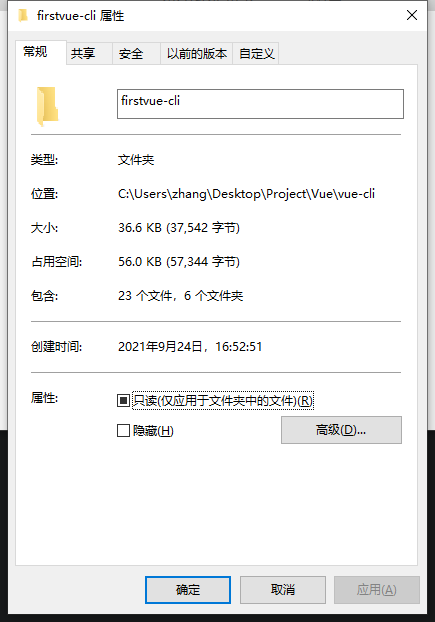 firstvue-cli 属性
常规 共享 安全 以前的版本 自定义
firstvue-cli
类型: 文件夹
位置: C:\Users\zhang\Desktop\Project\Vue\vue-cli
大小: 36.6 KB (37,542 字节)
占用空间: 56.0 KB (57,344 字节)
包含: 23 个文件，6 个文件夹
创建时间: 2021年9月24日，16:52:51
属性: 只读(仅应用于文件夹中的文件)(R)
隐藏(H)
高级(D)...
确定 取消 应用(A)